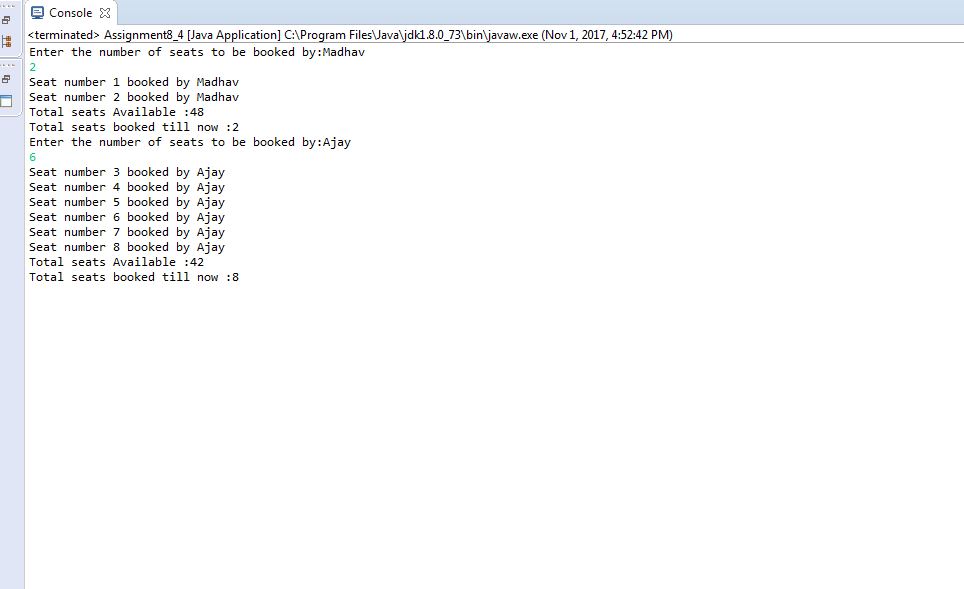 Console
<terminated> Assignment8_4 [Java Application] C:\Program Files\Java\jdk1.8.0_73\bin\javaw.exe (Nov 1, 2017, 4:52:42 PM)
Enter the number of seats to be booked by:Madhav
2
Seat number 1 booked by Madhav
Seat number 2 booked by Madhav
Total seats Available :48
Total seats booked till now :2
Enter the number of seats to be booked by:Ajay
6
Seat number 3 booked by Ajay
Seat number 4 booked by Ajay
Seat number 5 booked by Ajay
Seat number 6 booked by Ajay
Seat number 7 booked by Ajay
Seat number 8 booked by Ajay
Total seats Available :42
Total seats booked till now :8